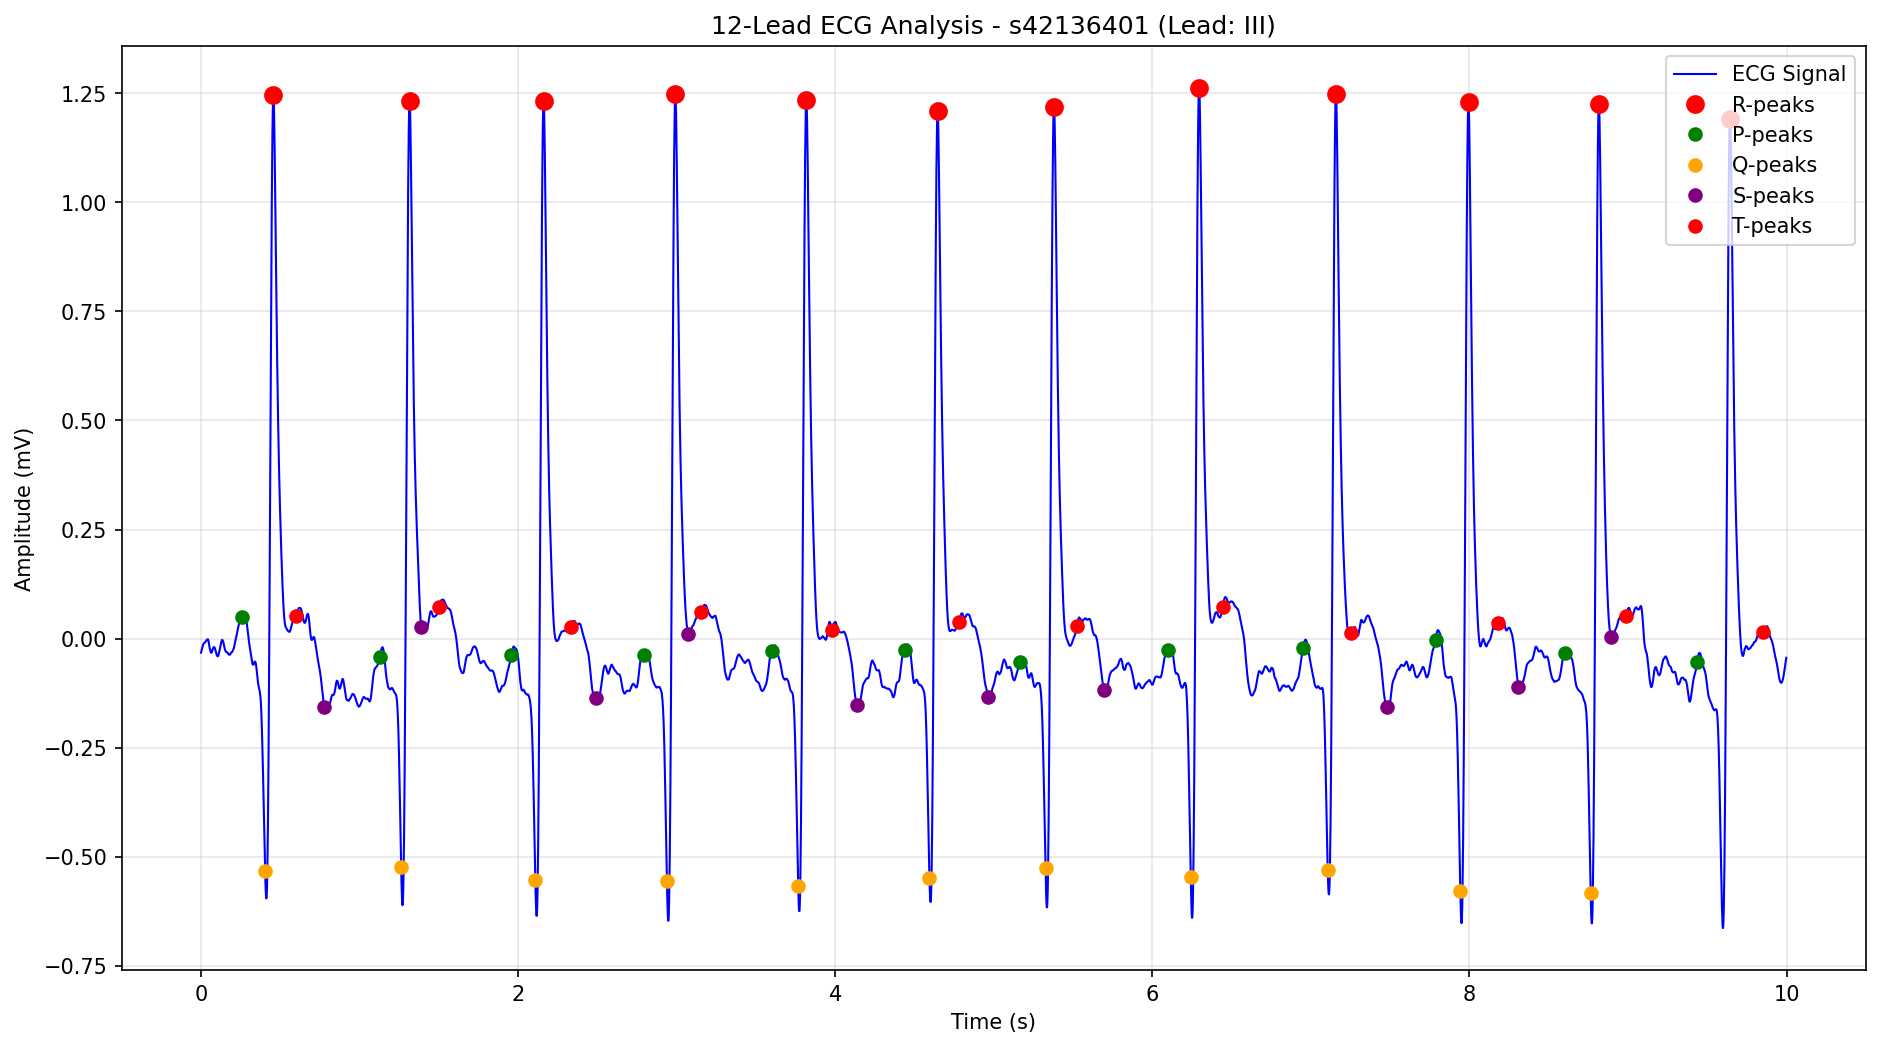 12-Lead ECG Analysis - s42136401 (Lead: III)
ECG Signal
R-peaks
P-peaks
Q-peaks
S-peaks
T-peaks
Amplitude (mV)
1.25
1.00
0.75
0.50
0.25
0.00
−0.25
−0.50
−0.75
0 2 4 6 8 10
Time (s)